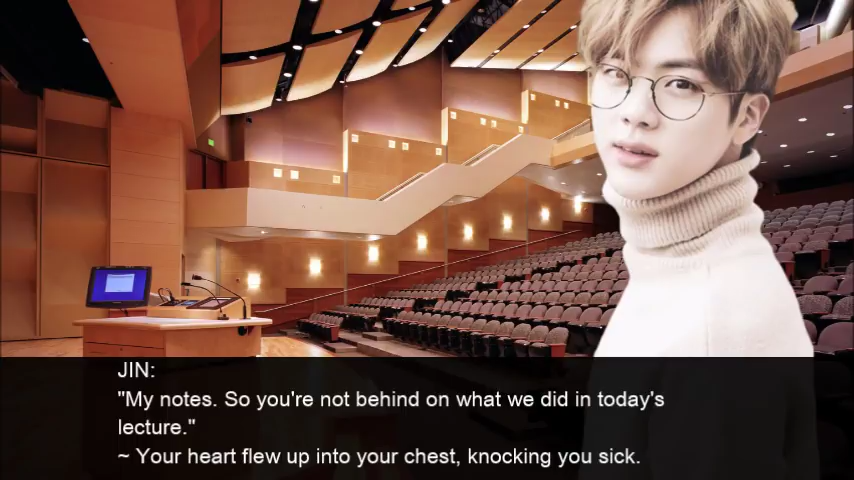 JIN:
"My notes. So you're not behind on what we did in today's
lecture."
~ Your heart flew up into your chest, knocking you sick.